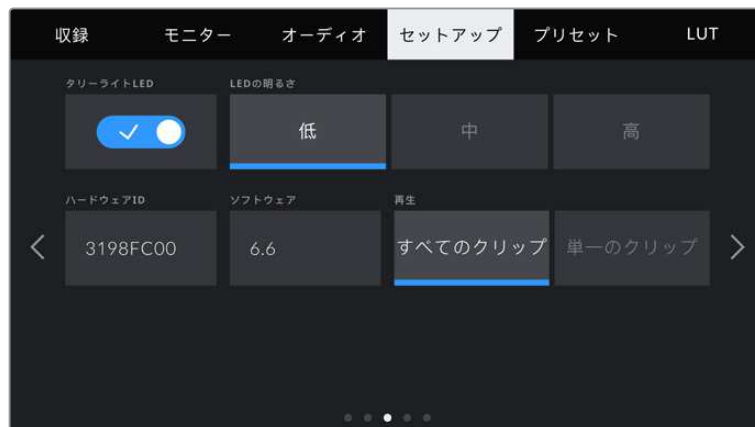 収録 モニター オーディオ セットアップ プリセット LUT
タリーライトLED LEDの明るさ
低 中 高
ハードウェアID ソフトウェア 再生
3198FC00 6.6 すべてのクリップ 単一のクリップ